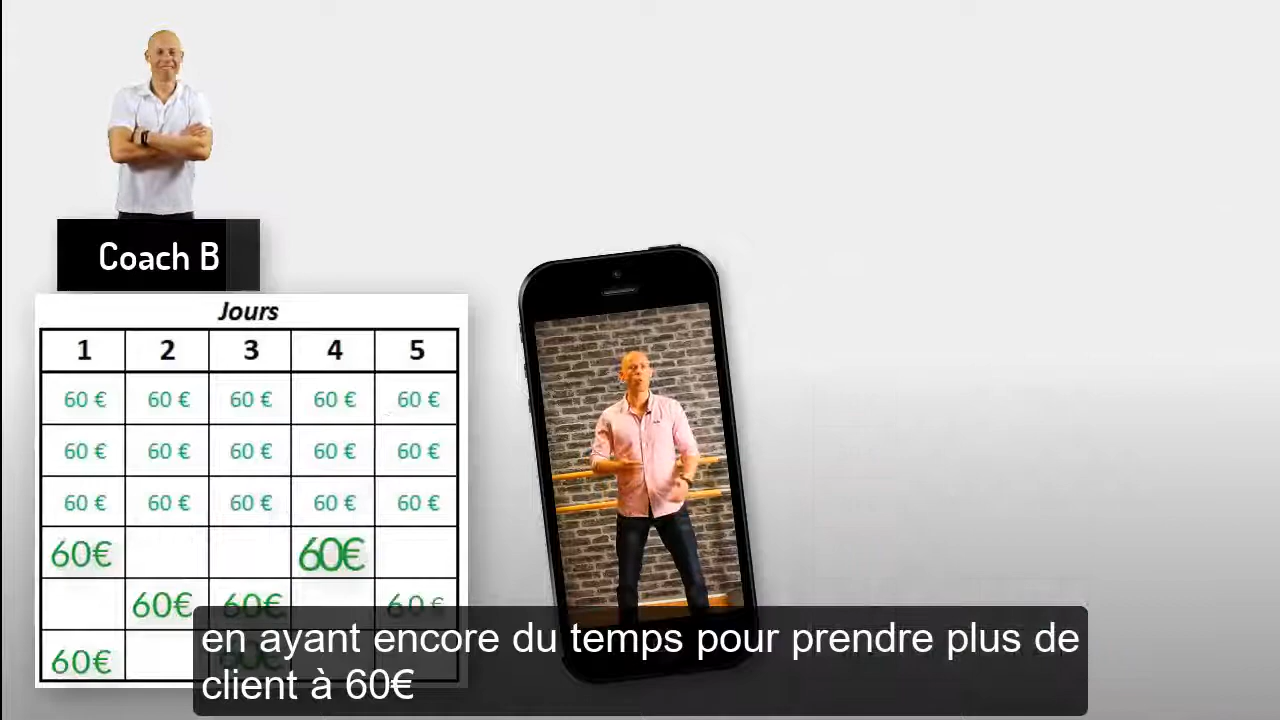 Coach B
Jours
1 2 3 4 5
60 € 60 € 60 € 60 € 60 €
60 € 60 € 60 € 60 € 60 €
60 € 60 € 60 € 60 € 60 €
60€ 60€
60€ 60€ 60€
60€ 60€
en ayant encore du temps pour prendre plus de
client à 60€